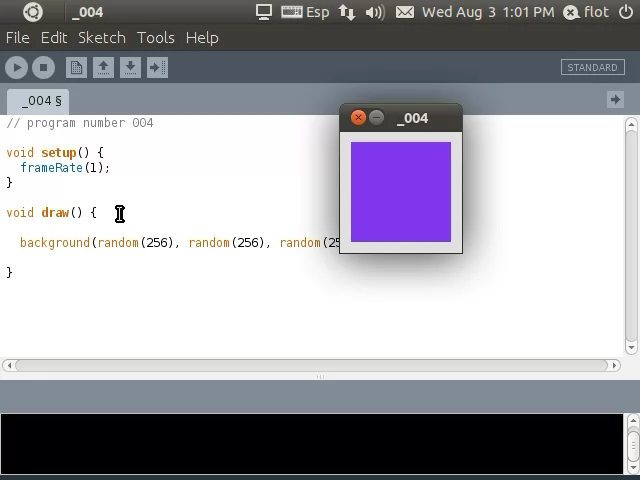 _004
Esp
Wed Aug 3 1:01 PM
flot
File Edit Sketch Tools Help
STANDARD
_004 §
// program number 004
_004
void setup() {
frameRate(1);
}
void draw() {
background(random(256), random(256), random(25
}